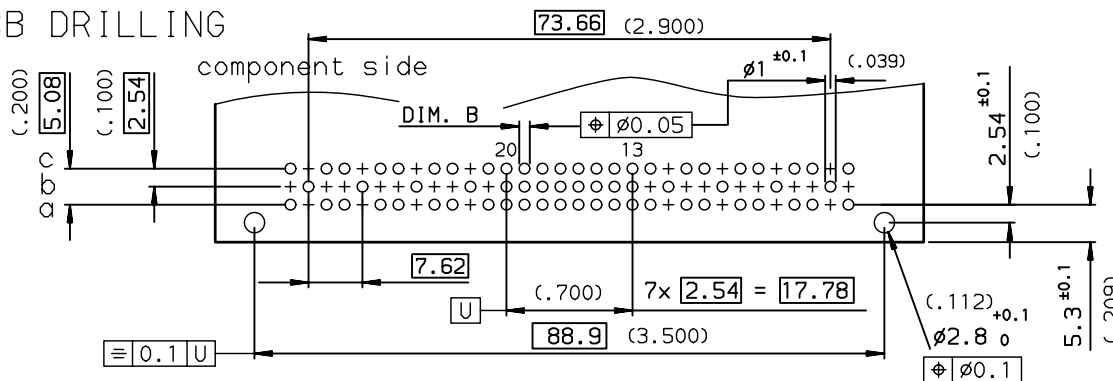 B DRILLING
component side
73.66 (2.900)
ø1 ±0.1 (.039)
(.200)
5.08
(.100)
2.54
DIM. B
⌖ ø0.05
2.54 ±0.1
(.100)
20
13
c
b
a
7.62
(.700)
7x 2.54 = 17.78
U
88.9 (3.500)
⌯ 0.1 U
(.112)
ø2.8 +0.1 0
⌖ ø0.1
5.3 ±0.1
(.209)